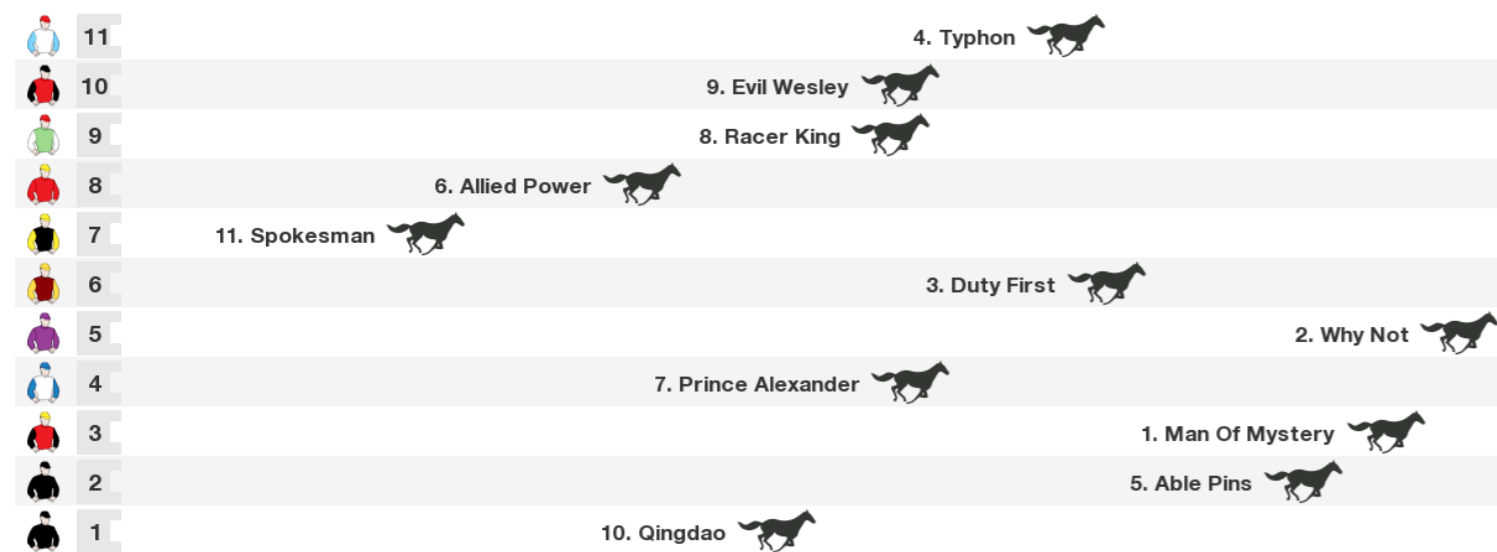 11 4. Typhon
10 9. Evil Wesley
9 8. Racer King
8 6. Allied Power
7 11. Spokesman
6 3. Duty First
5 2. Why Not
4 7. Prince Alexander
3 1. Man Of Mystery
2 5. Able Pins
1 10. Qingdao